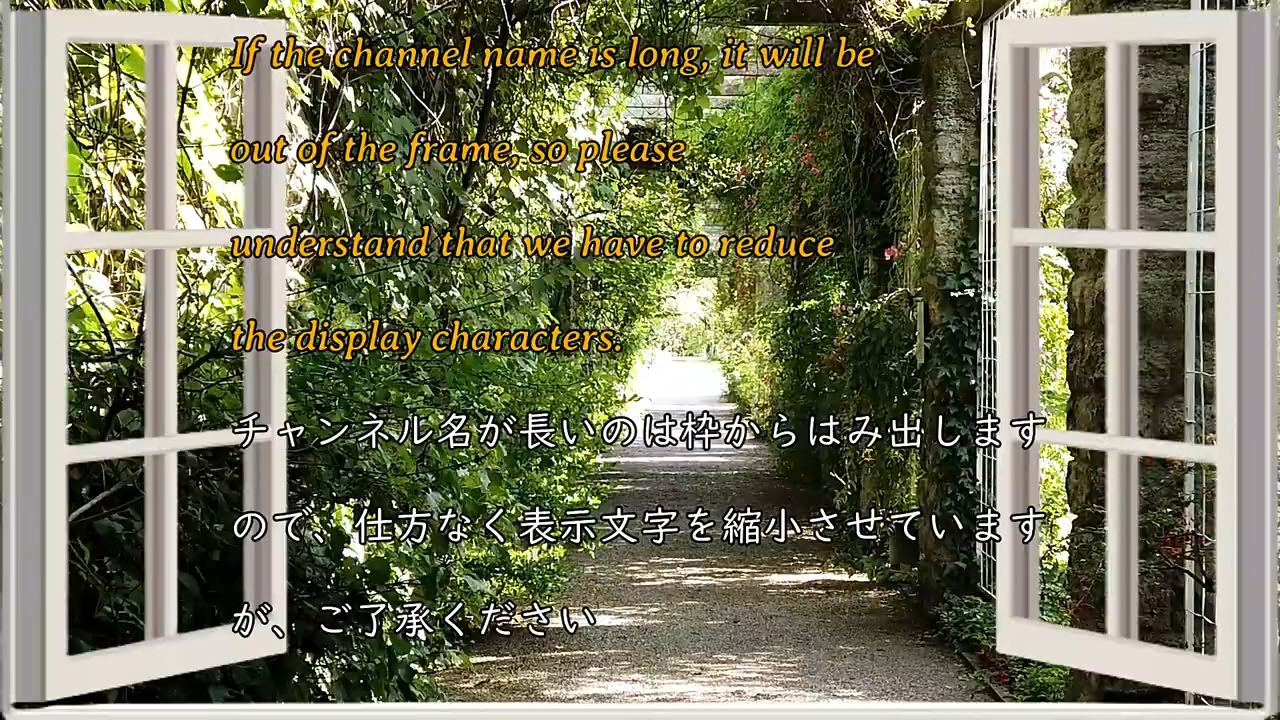 If the channel name is long, it will be
out of the frame, so please
understand that we have to reduce
the display characters.
チャンネル名が長いのは枠からはみ出します
ので、仕方なく表示文字を縮小させています
が、ご了承ください